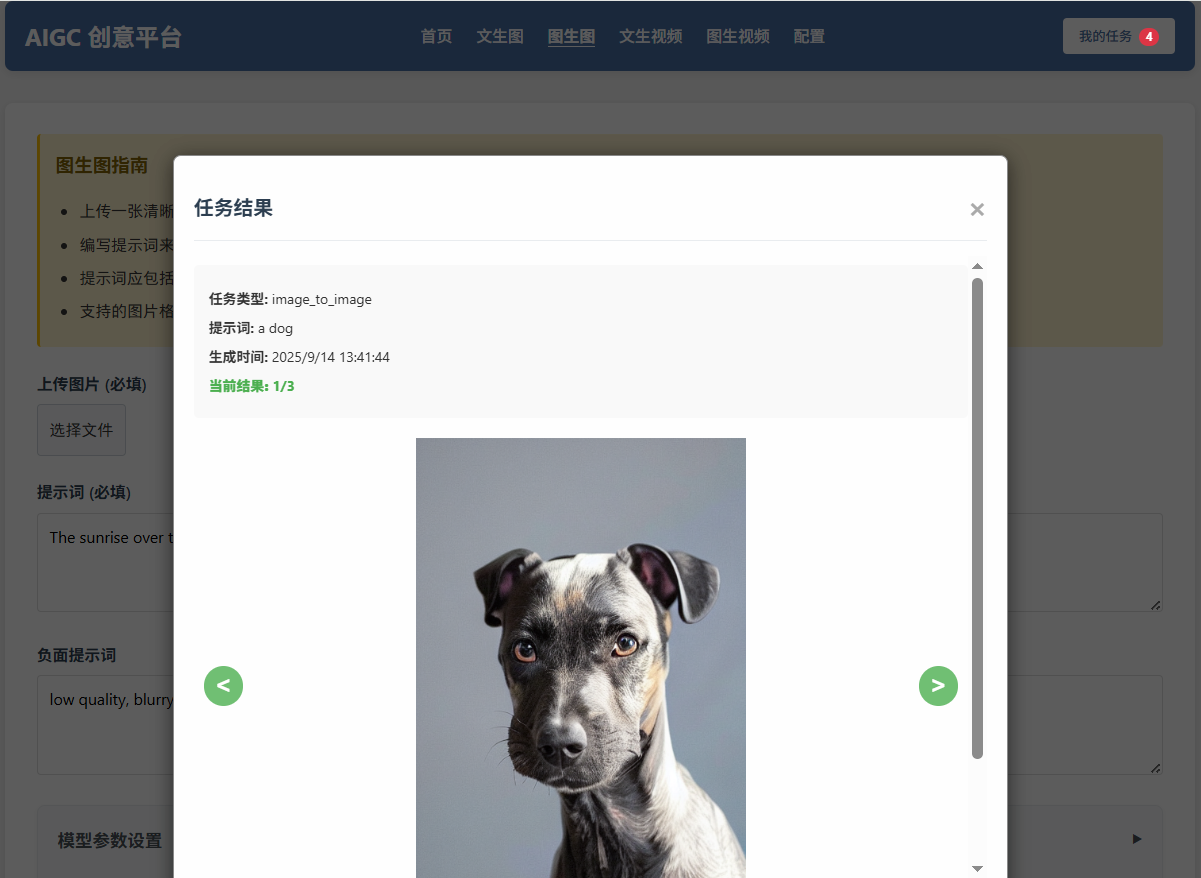 AIGC 创意平台
首页 文生图 图生图 文生视频 图生视频 配置
我的任务 4
图生图指南
上传一张清晰
编写提示词来
提示词应包括
支持的图片格
任务结果
×
任务类型: image_to_image
提示词: a dog
生成时间: 2025/9/14 13:41:44
当前结果: 1/3
<
>
上传图片 (必填)
选择文件
提示词 (必填)
The sunrise over t
负面提示词
low quality, blurry
模型参数设置